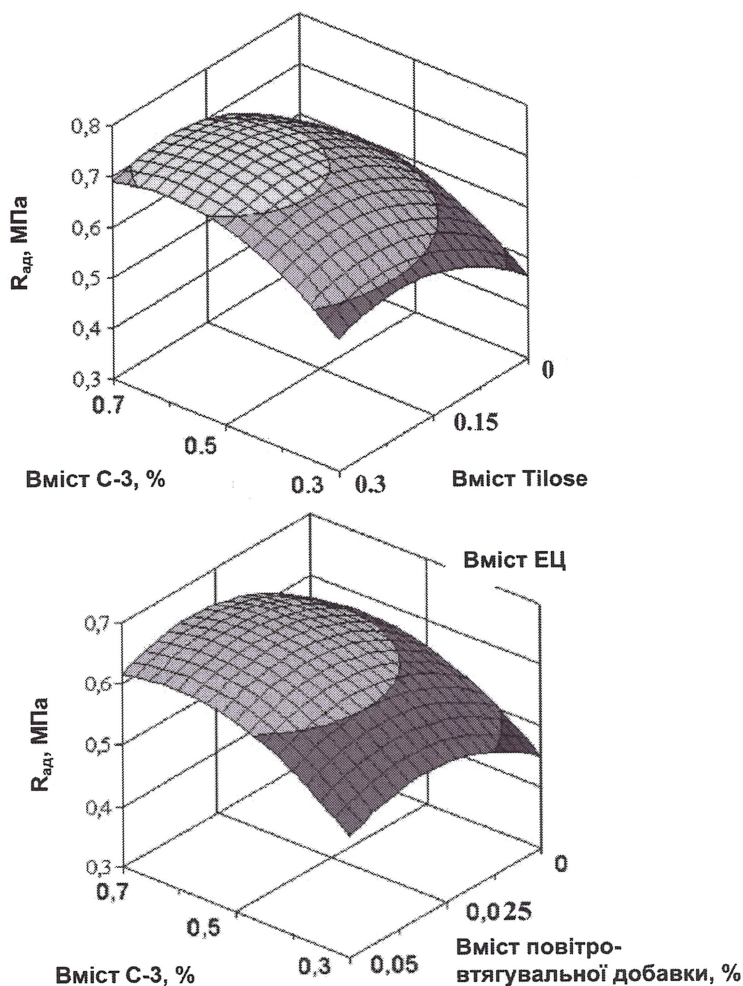 0,8
0,7
0,6
0,5
0,4
0,3
Rад, МПа
0.7
0.5
0.3
Вміст С-3, %
0.3
0.15
0
Вміст Tilose
Вміст ЕЦ
0,7
0,6
0,5
0,4
0,3
Rад, МПа
0,7
0,5
0,3
Вміст С-3, %
0,05
0,025
0
Вміст повітро-
втягувальної добавки, %